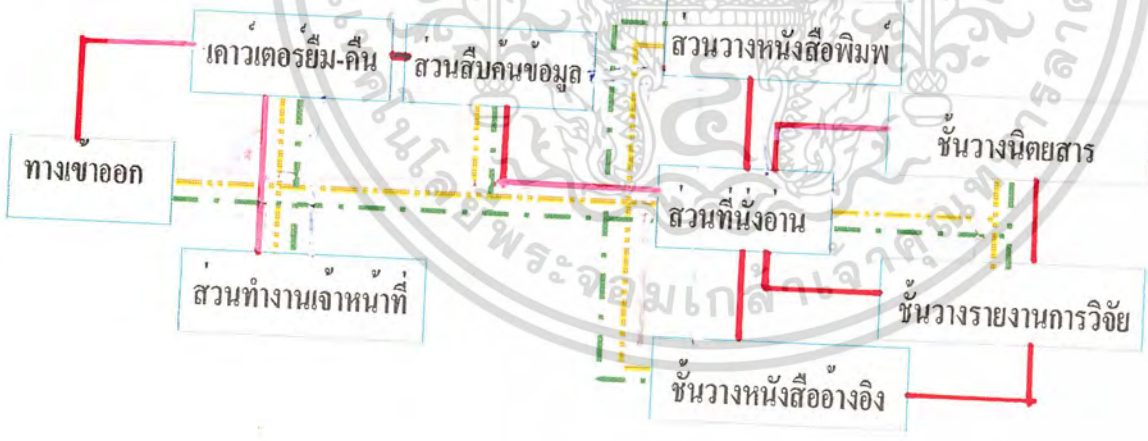 เคาว์เตอร์ยืม-คืน
ส่วนสืบค้นข้อมูล
ส่วนวางหนังสือพิมพ์
ชั้นวางนิตยสาร
ทางเข้าออก
ส่วนที่นั่งอ่าน
ส่วนทำงานเจ้าหน้าที่
ชั้นวางรายงานการวิจัย
ชั้นวางหนังสืออ้างอิง